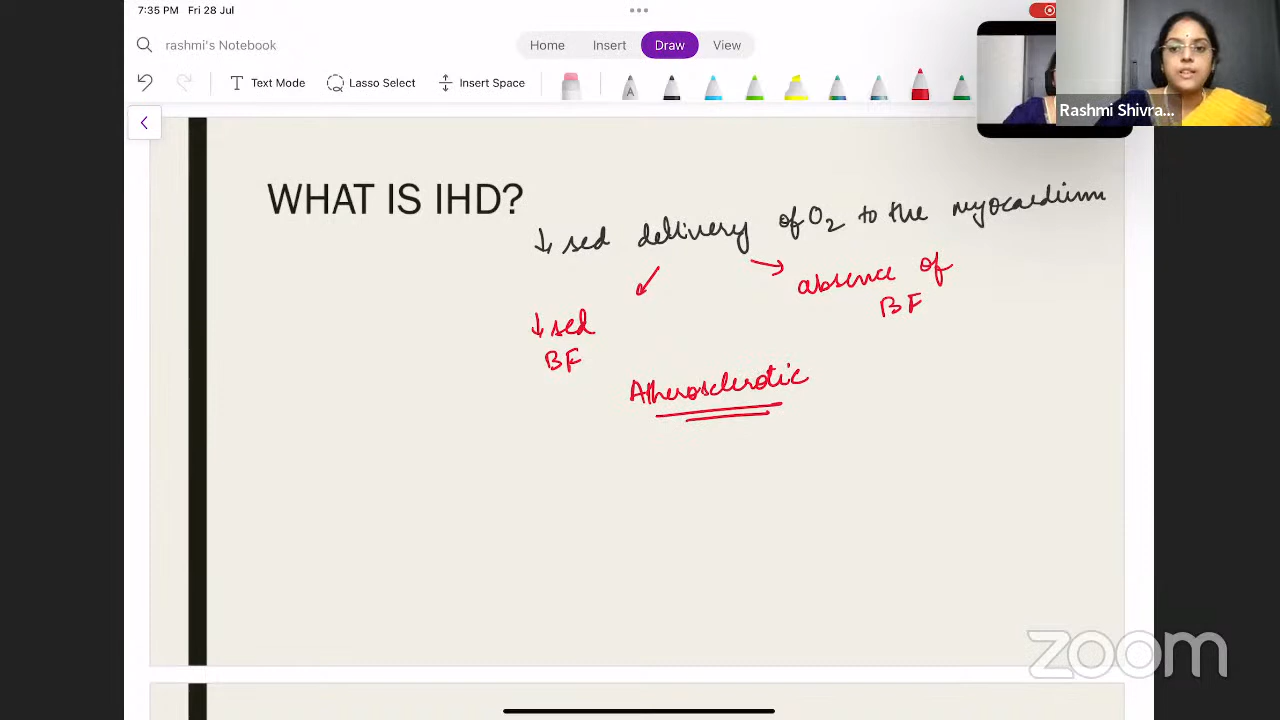 7:35 PM Fri 28 Jul
rashmi's Notebook
Home Insert Draw View
Text Mode Lasso Select Insert Space
Rashmi Shivra...
WHAT IS IHD?
↓sed delivery of O2 to the myocardium
↓sed
BF
absence of
BF
Atherosclerotic
zoom